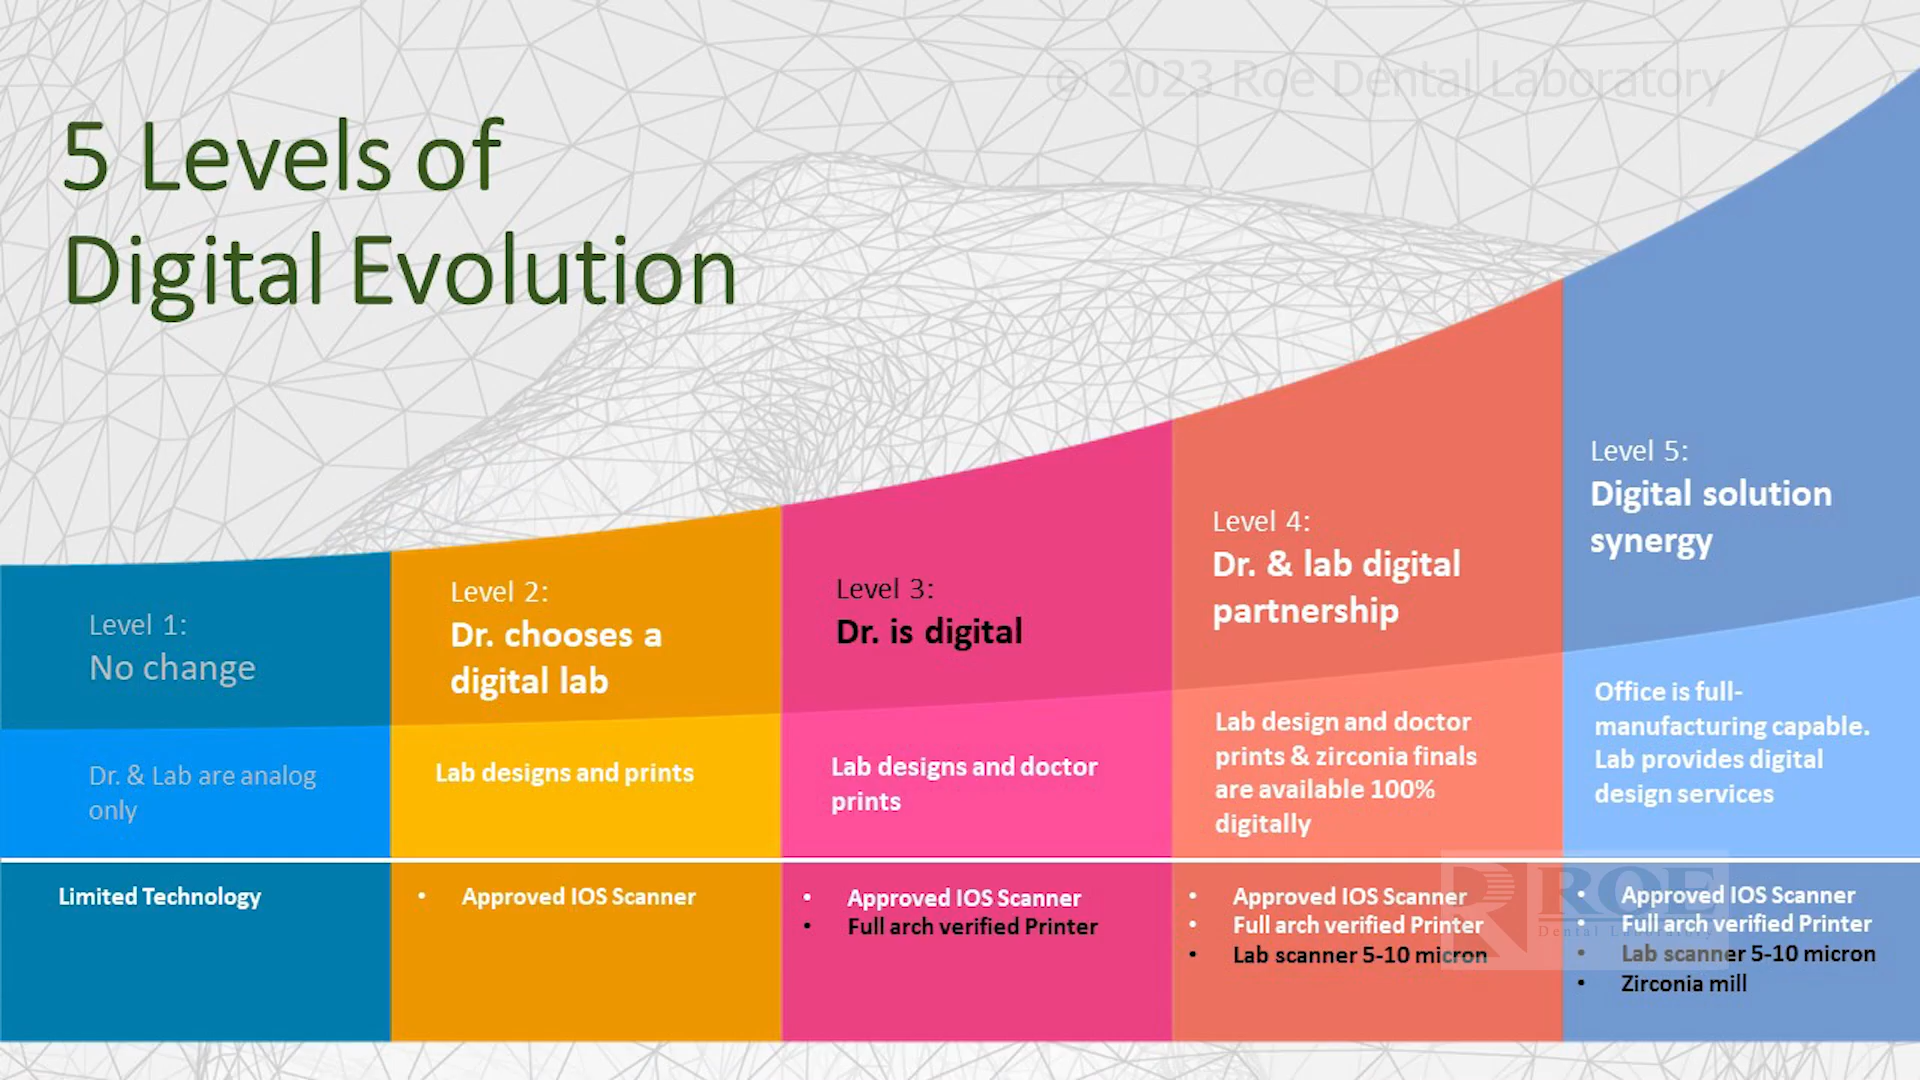 © 2023 Roe Dental Laboratory
5 Levels of
Digital Evolution
Level 1:
No change
Dr. & Lab are analog
only
Limited Technology
Level 2:
Dr. chooses a
digital lab
Lab designs and prints
• Approved IOS Scanner
Level 3:
Dr. is digital
Lab designs and doctor
prints
• Approved IOS Scanner
• Full arch verified Printer
Level 4:
Dr. & lab digital
partnership
Lab design and doctor
prints & zirconia finals
are available 100%
digitally
• Approved IOS Scanner
• Full arch verified Printer
• Lab scanner 5-10 micron
Level 5:
Digital solution
synergy
Office is full-
manufacturing capable.
Lab provides digital
design services
• Approved IOS Scanner
• Full arch verified Printer
• Lab scanner 5-10 micron
• Zirconia mill
ROE
Dental Laboratory